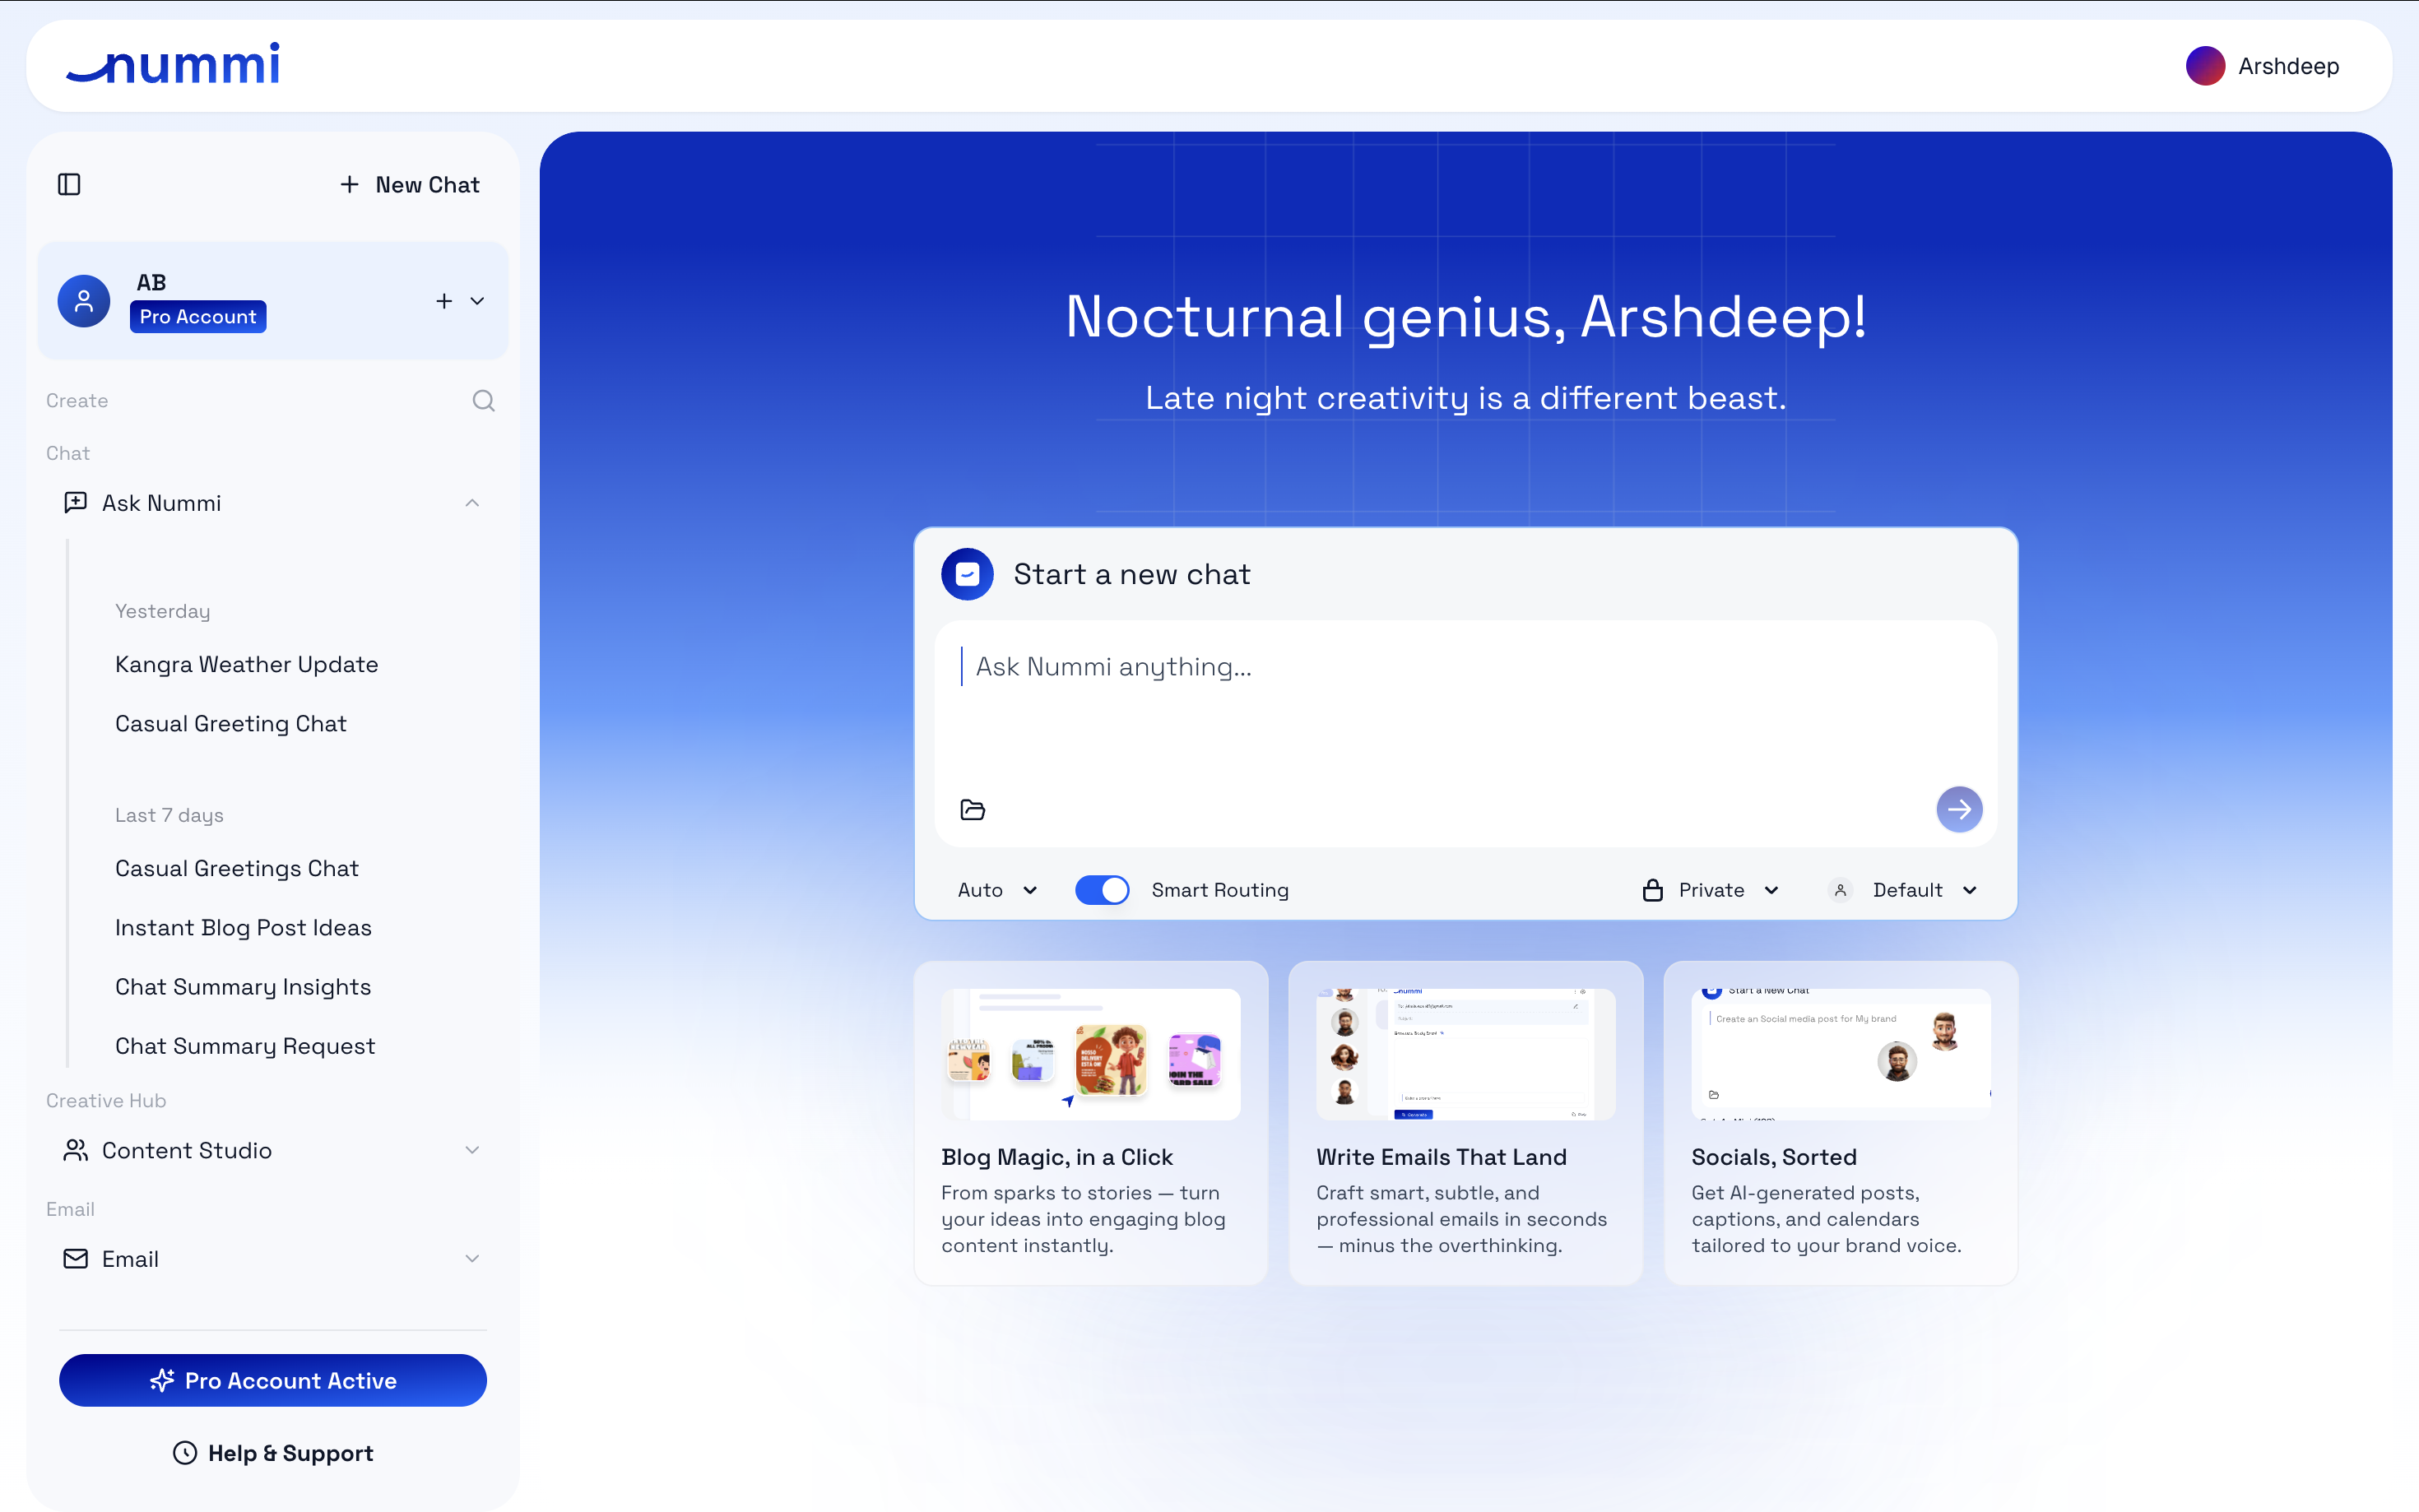 nummi
Arshdeep
New Chat
AB
Pro Account
Create
Chat
Ask Nummi
Yesterday
Kangra Weather Update
Casual Greeting Chat
Last 7 days
Casual Greetings Chat
Instant Blog Post Ideas
Chat Summary Insights
Chat Summary Request
Creative Hub
Content Studio
Email
Email
Pro Account Active
Help & Support
Nocturnal genius, Arshdeep!
Late night creativity is a different beast.
Start a new chat
Ask Nummi anything...
Auto
Smart Routing
Private
Default
JOIN THE
Blog Magic, in a Click
From sparks to stories — turn
your ideas into engaging blog
content instantly.
nummi
Write Emails That Land
Craft smart, subtle, and
professional emails in seconds
— minus the overthinking.
Start a New Chat
Create an Social media post for My brand
Socials, Sorted
Get AI-generated posts,
captions, and calendars
tailored to your brand voice.